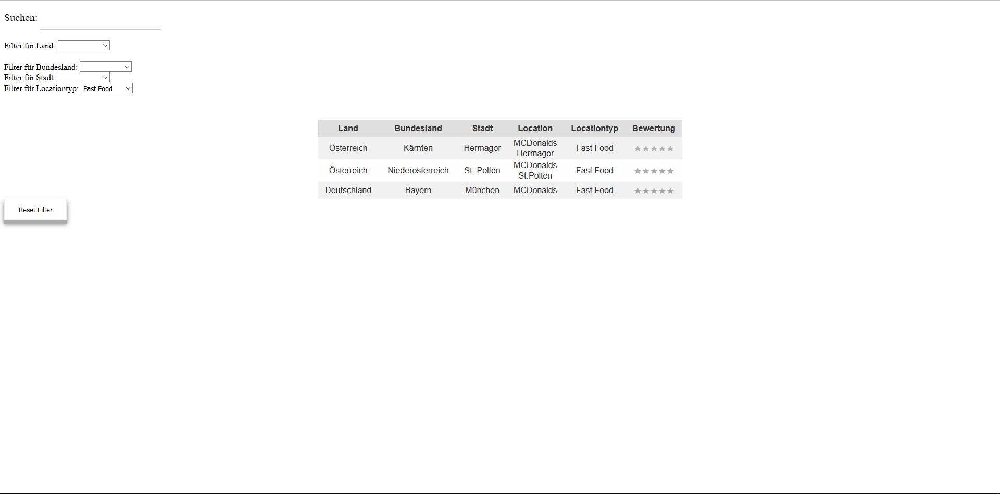 Suchen:
Filter für Land:
Filter für Bundesland:
Filter für Stadt:
Filter für Locationtyp: Fast Food
Land Bundesland Stadt Location Locationtyp Bewertung
Österreich Kärnten Hermagor MCDonalds Hermagor Fast Food ★★★★★
Österreich Niederösterreich St. Pölten MCDonalds St.Pölten Fast Food ★★★★★
Deutschland Bayern München MCDonalds Fast Food ★★★★★
Reset Filter